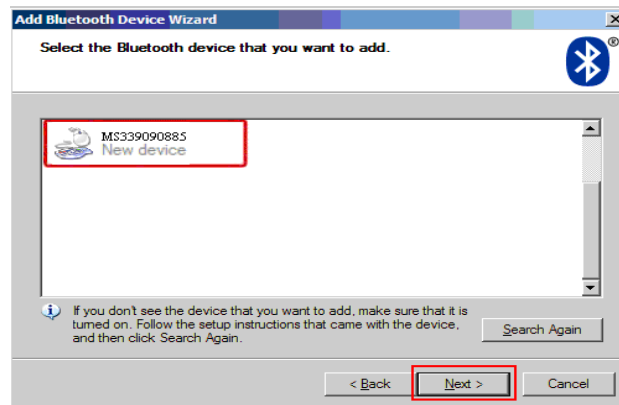 Add Bluetooth Device Wizard
Select the Bluetooth device that you want to add.
®
MS339090885
New device
If you don't see the device that you want to add, make sure that it is
turned on. Follow the setup instructions that came with the device,
and then click Search Again.
Search Again
< Back
Next >
Cancel